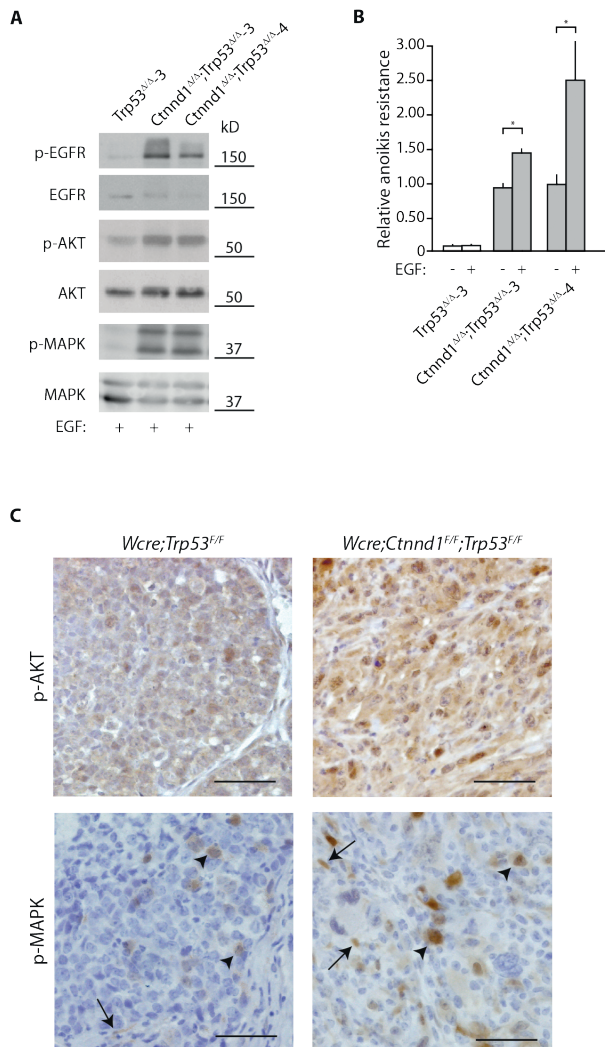 A
Trp53Δ/Δ-3
Ctnnd1Δ/Δ;Trp53Δ/Δ-3
Ctnnd1Δ/Δ;Trp53Δ/Δ-4
kD
p-EGFR
150
EGFR
150
p-AKT
50
AKT
50
p-MAPK
37
MAPK
37
EGF: + + +
B
Relative anoikis resistance
3.00
2.50
2.00
1.50
1.00
0.50
0
*
*
EGF: - + - + - +
Trp53Δ/Δ-3
Ctnnd1Δ/Δ;Trp53Δ/Δ-3
Ctnnd1Δ/Δ;Trp53Δ/Δ-4
C
Wcre;Trp53F/F
Wcre;Ctnnd1F/F;Trp53F/F
p-AKT
p-MAPK